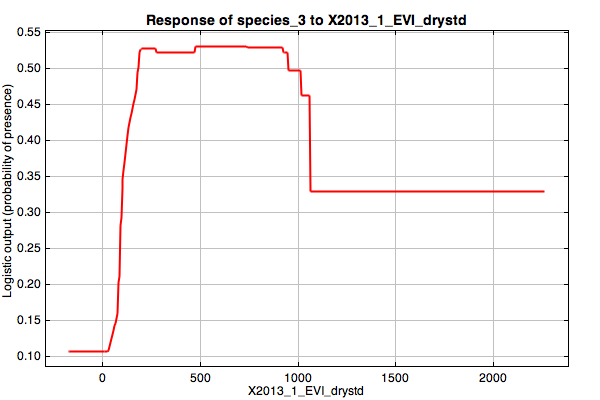 Response of species_3 to X2013_1_EVI_drystd
Logistic output (probability of presence)
0.55
0.50
0.45
0.40
0.35
0.30
0.25
0.20
0.15
0.10
0 500 1000 1500 2000
X2013_1_EVI_drystd